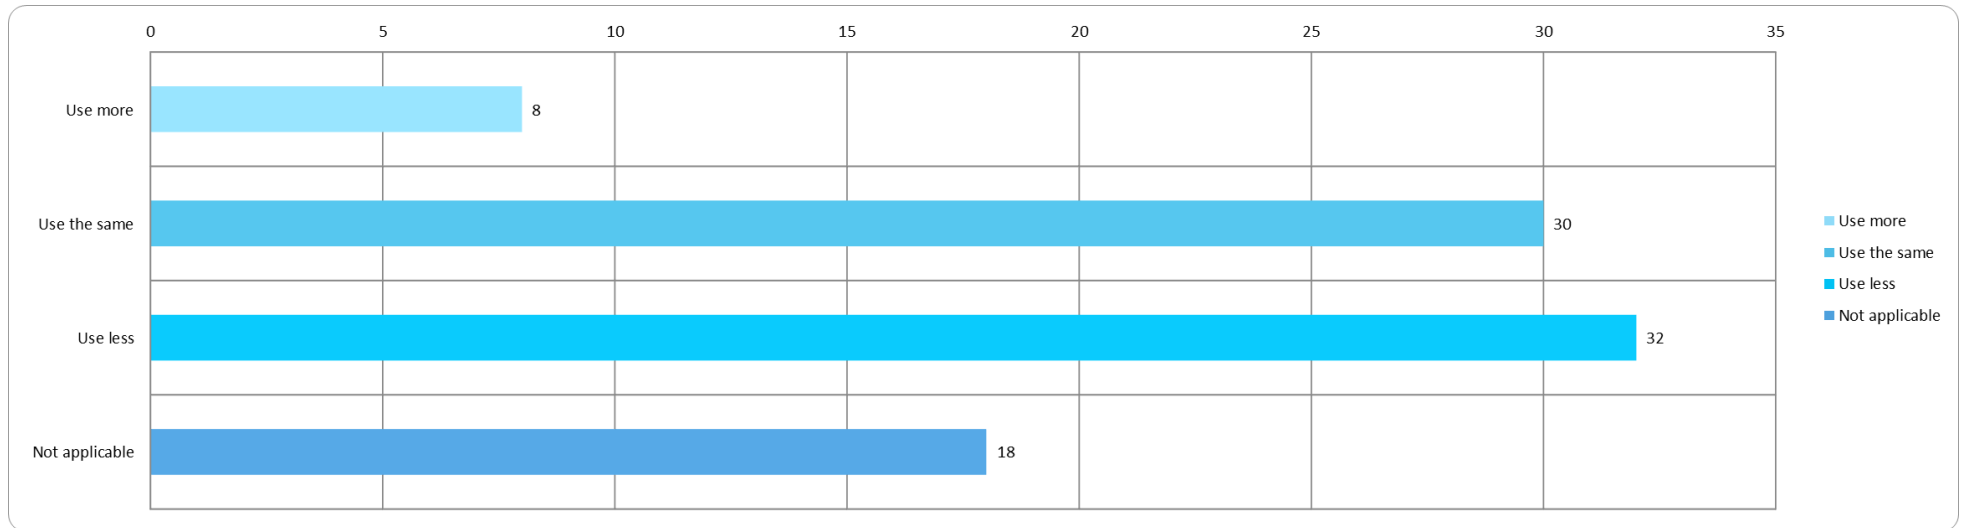 0 5 10 15 20 25 30 35
Use more 8
Use the same 30
Use less 32
Not applicable 18
Use more
Use the same
Use less
Not applicable